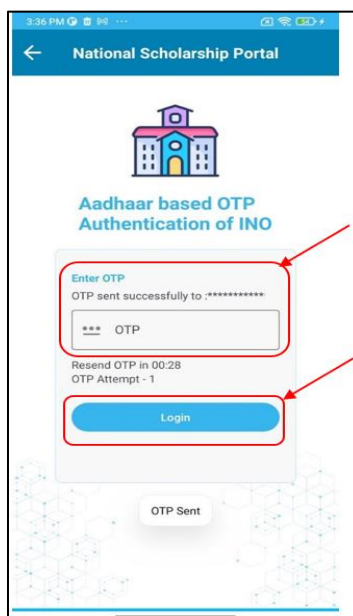 3:36 PM
National Scholarship Portal
Aadhaar based OTP
Authentication of INO
Enter OTP
OTP sent successfully to :***********
*** OTP
Resend OTP in 00:28
OTP Attempt - 1
Login
OTP Sent